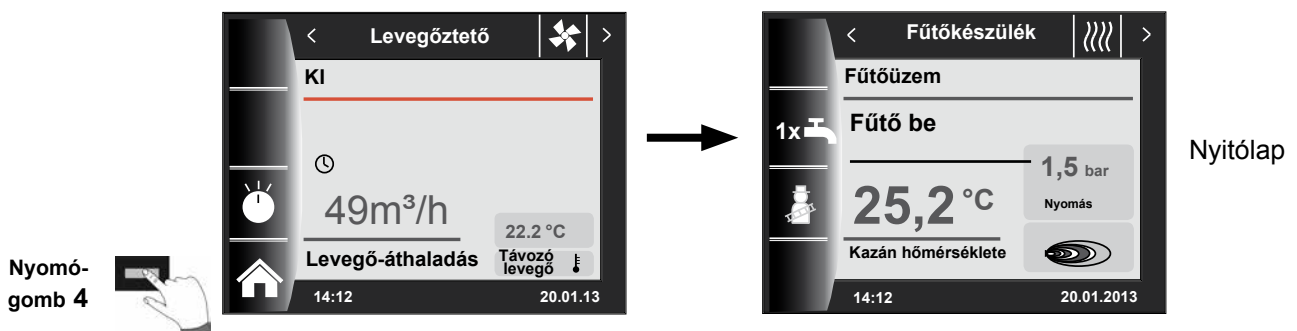 < Levegőztető >
KI
49m³/h
22.2 °C
Levegő-áthaladás
Távozó
levegő
14:12 20.01.13
Nyomó-
gomb 4
< Fűtőkészülék >
Fűtőüzem
1x
Fűtő be
1,5 bar
Nyomás
25,2 °C
Kazán hőmérséklete
14:12 20.01.2013
Nyitólap